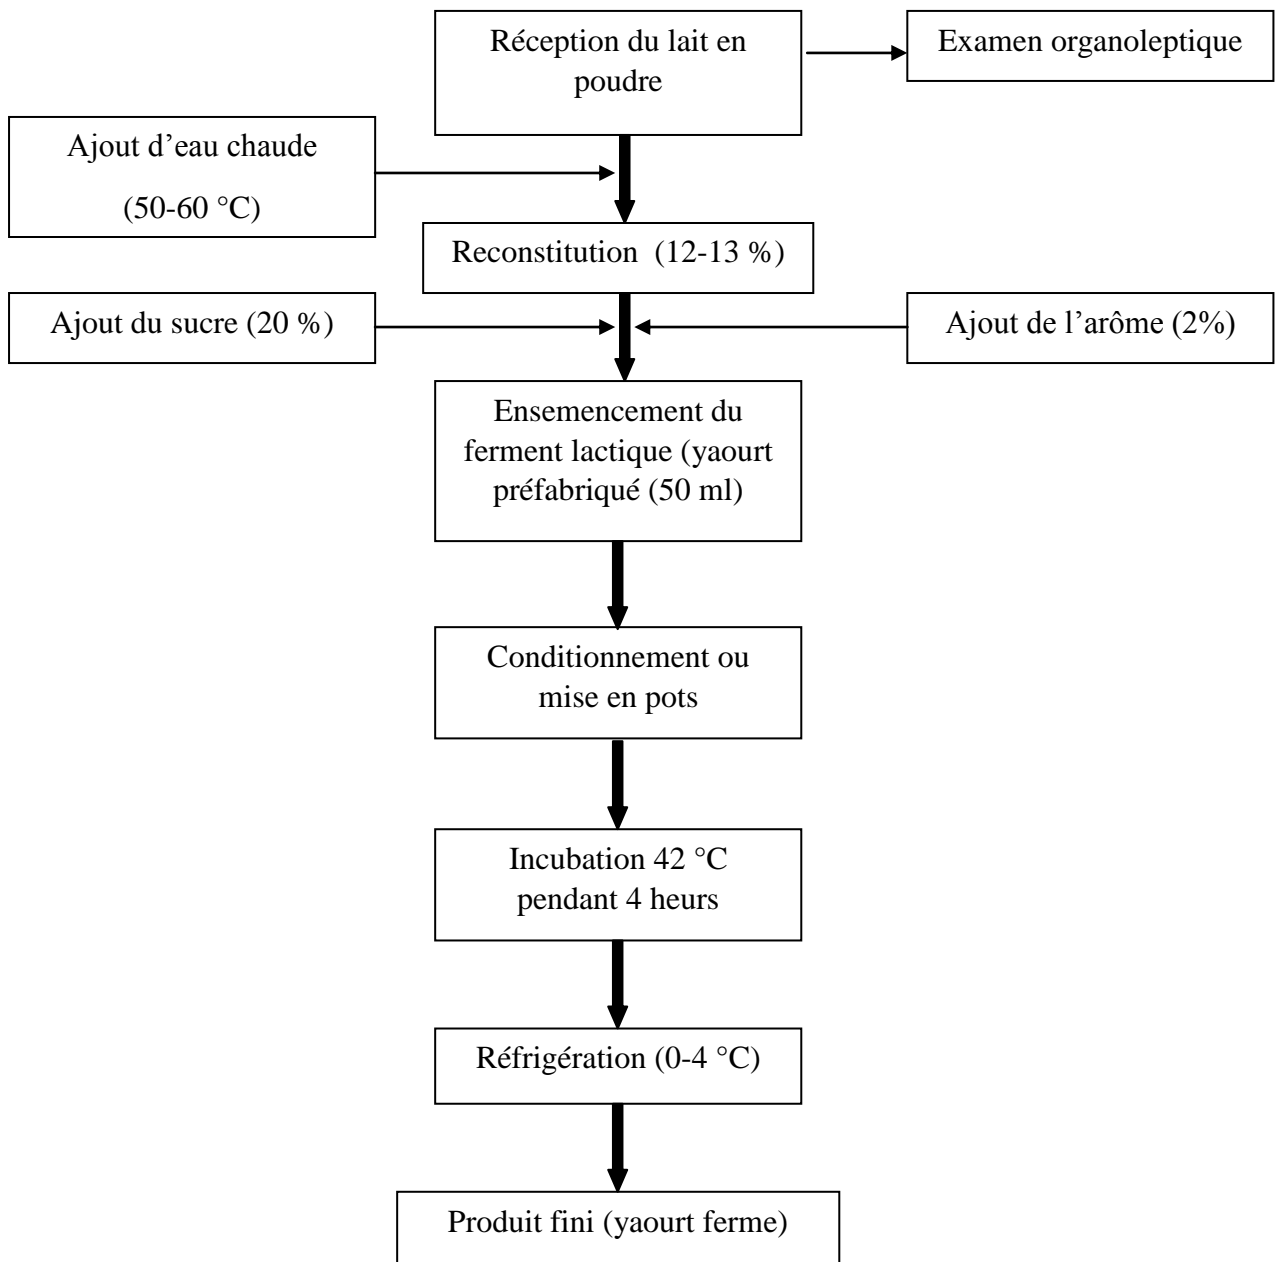 Réception du lait en
poudre
Examen organoleptique
Ajout d’eau chaude
(50-60 °C)
Reconstitution (12-13 %)
Ajout du sucre (20 %)
Ajout de l’arôme (2%)
Ensemencement du
ferment lactique (yaourt
préfabriqué (50 ml)
Conditionnement ou
mise en pots
Incubation 42 °C
pendant 4 heurs
Réfrigération (0-4 °C)
Produit fini (yaourt ferme)